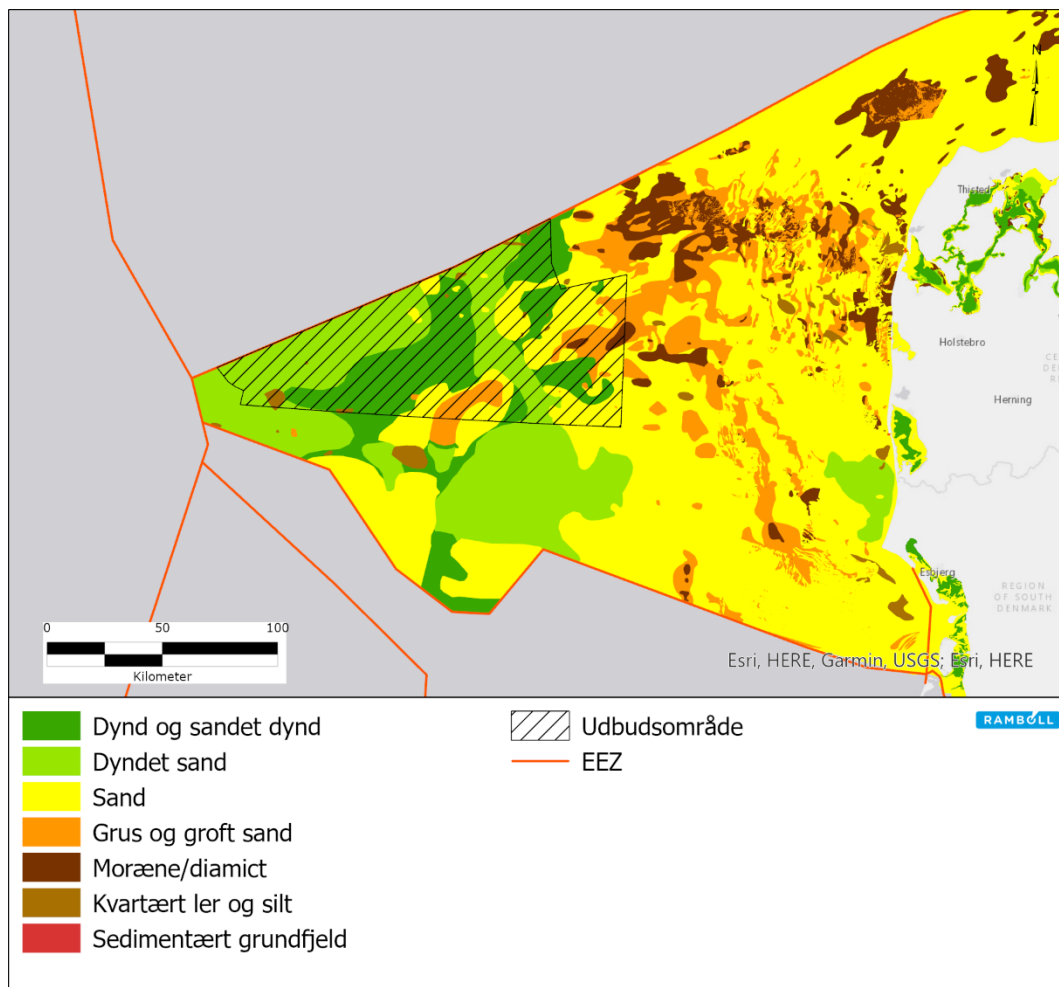 N
Thisted
Holstebro
Herning
Esbjerg
REGION
OF SOUTH
DENMARK
0 50 100
Kilometer
Esri, HERE, Garmin, USGS; Esri, HERE
Dynd og sandet dynd
Dyndet sand
Sand
Grus og groft sand
Moræne/diamict
Kvartært ler og silt
Sedimentært grundfjeld
Udbudsområde
EEZ
RAMBOLL